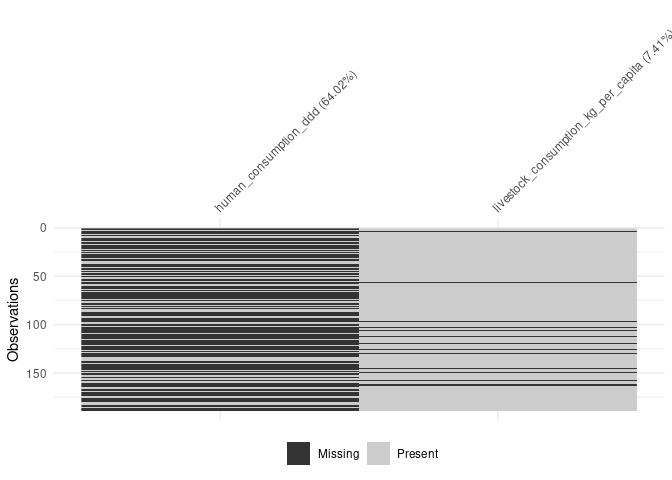 human_consumption_ddd (64.02%)
livestock_consumption_kg_per_capita (7.41%)
0
50
100
150
Observations
Missing
Present